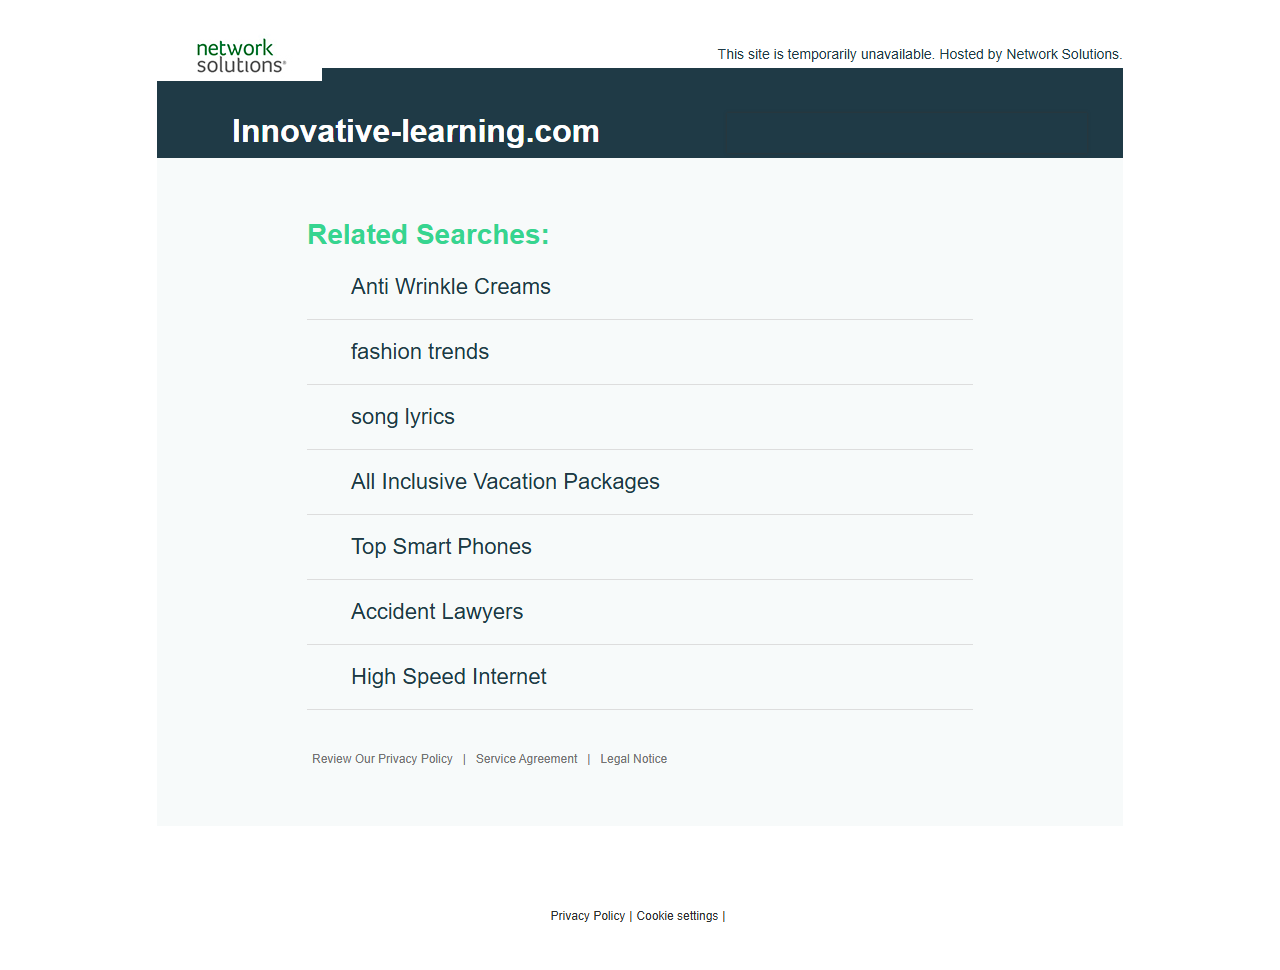 network
solutions®
This site is temporarily unavailable. Hosted by Network Solutions.
Innovative-learning.com
Related Searches:
Anti Wrinkle Creams
fashion trends
song lyrics
All Inclusive Vacation Packages
Top Smart Phones
Accident Lawyers
High Speed Internet
Review Our Privacy Policy | Service Agreement | Legal Notice
Privacy Policy | Cookie settings |